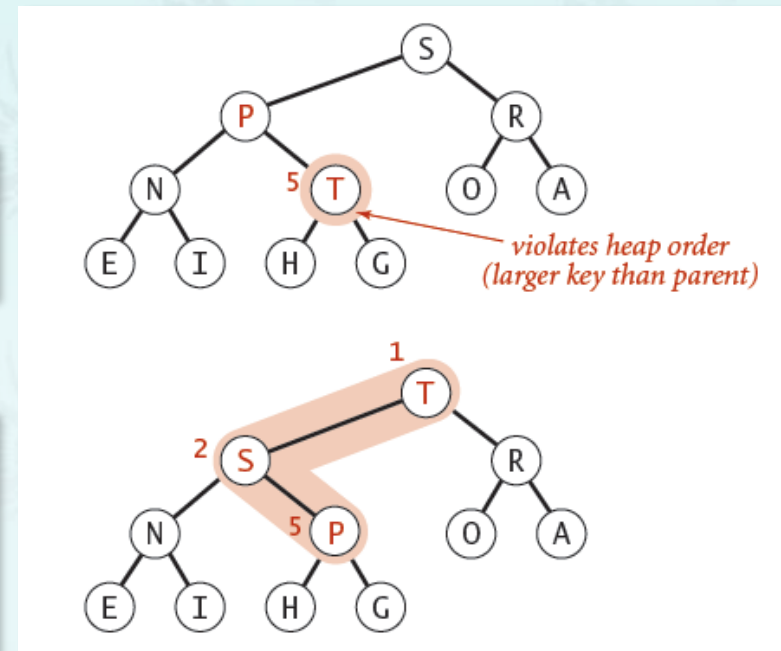 S
P R
N 5 T O A
violates heap order
(larger key than parent)
E I H G
1
T
2 S R
N 5 P O A
E I H G